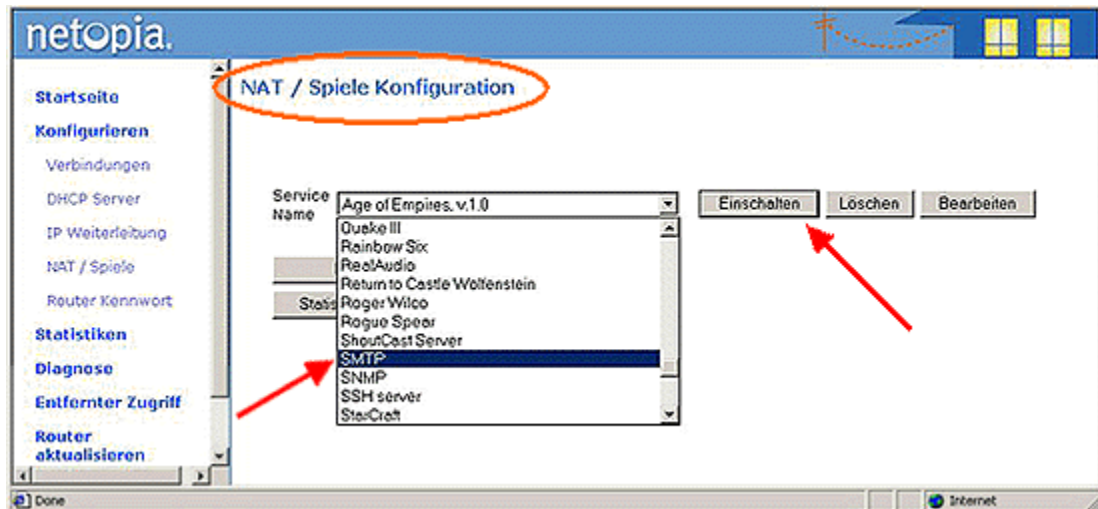 netopia.
NAT / Spiele Konfiguration
Startseite
Konfigurieren
Verbindungen
DHCP Server
IP Weiterleitung
NAT / Spiele
Router Kennwort
Statistiken
Diagnose
Entfernter Zugriff
Router
aktualisieren
Service
Name
Age of Empires, v.1.0
Einschalten
Löschen
Bearbeiten
Quake III
Rainbow Six
RealAudio
Return to Castle Wolfenstein
Roger Wilco
Rogue Spear
ShoutCast Server
SMTP
SNMP
SSH server
StarCraft
Done
Internet